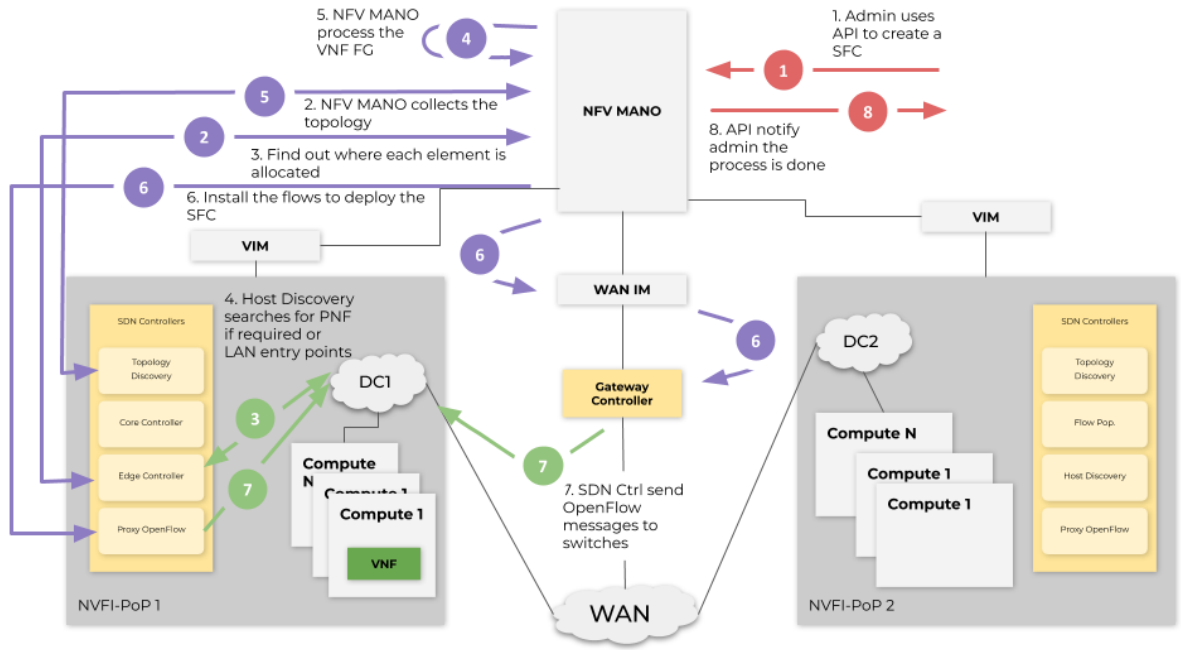 5. NFV MANO
process the
VNF FG
4
1. Admin uses
API to create a
SFC
1
NFV MANO
5
2. NFV MANO collects the
topology
8
2
8. API notify
admin the
process is done
3. Find out where each element is
allocated
6
6. Install the flows to deploy the
SFC
VIM
VIM
6
WAN IM
4. Host Discovery
searches for PNF
if required or
LAN entry points
SDN Controllers
Topology
Discovery
Core Controller
Edge Controller
Proxy OpenFlow
DC1
3
7
Compute
N
Compute 1
Compute 1
VNF
NVFI-PoP 1
6
Gateway
Controller
7
7. SDN Ctrl send
OpenFlow
messages to
switches
WAN
DC2
Compute N
Compute 1
Compute 1
SDN Controllers
Topology
Discovery
Flow Pop.
Host Discovery
Proxy OpenFlow
NVFI-PoP 2